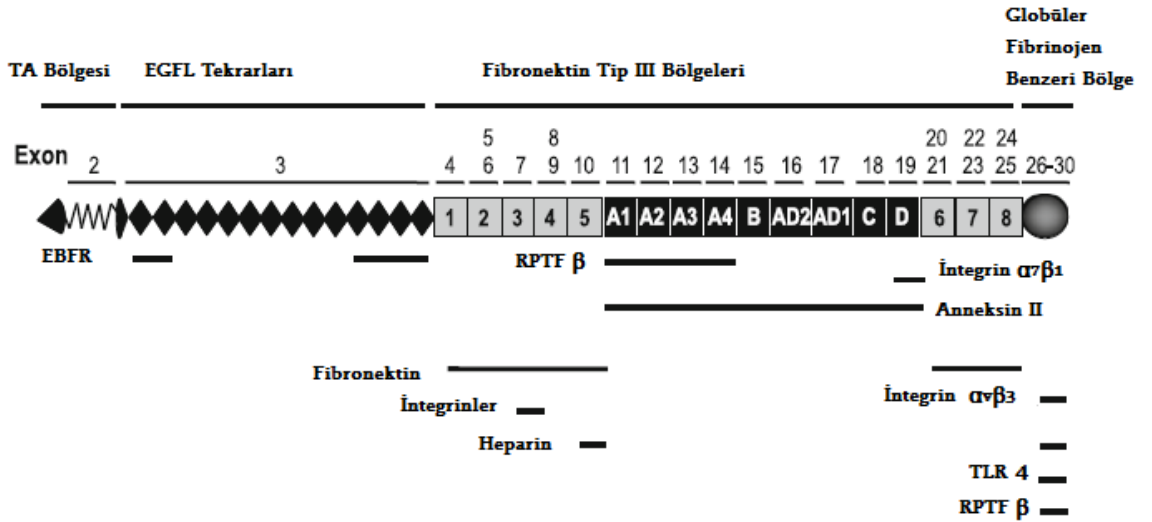 Globüler
Fibrinojen
Benzeri Bölge
TA Bölgesi EGFL Tekrarları Fibronektin Tip III Bölgeleri
5 8 20 22 24
Exon 2 3 4 6 7 9 10 11 12 13 14 15 16 17 18 19 21 23 25 26-30
1 2 3 4 5 A1 A2 A3 A4 B AD2 AD1 C D 6 7 8
EBFR RPTF β İntegrin α7β1
Anneksin II
Fibronektin
İntegrinler İntegrin αvβ3
Heparin
TLR 4
RPTF β